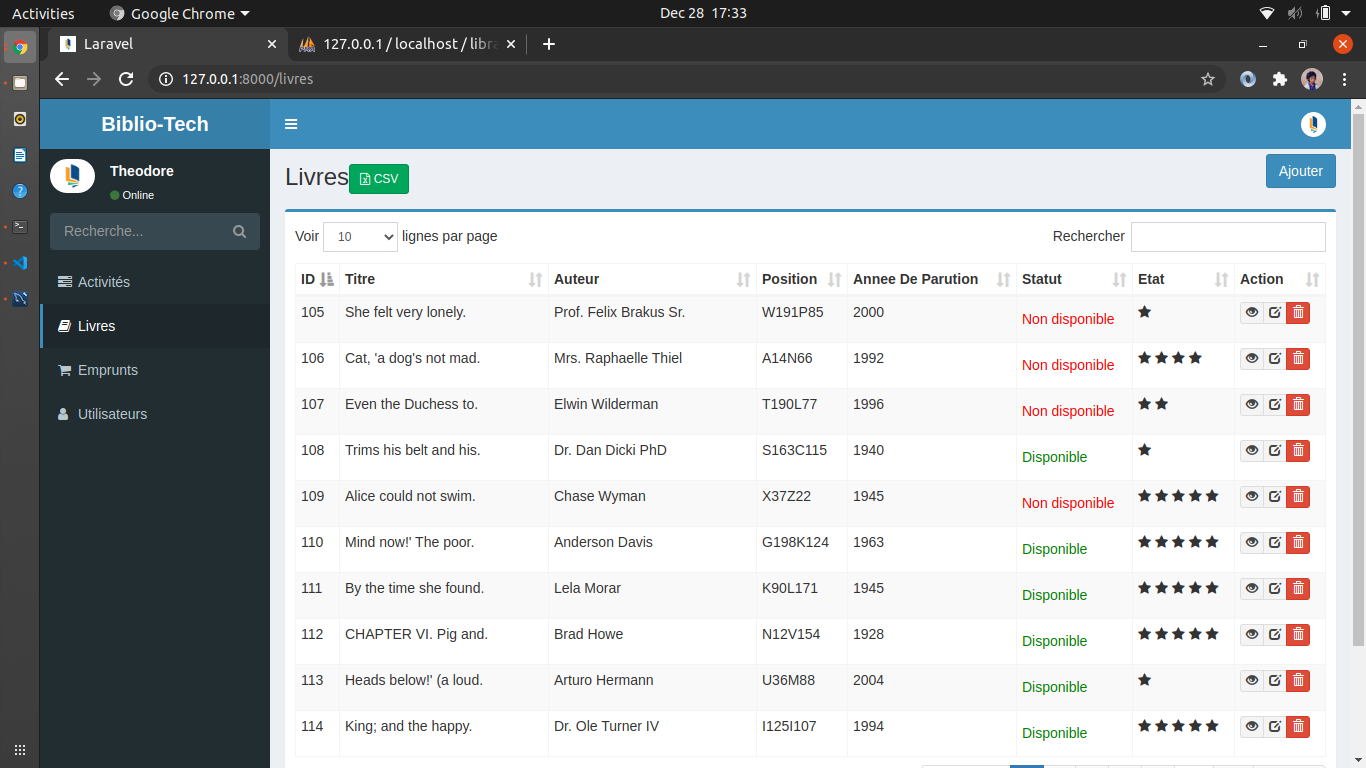 Activities Google Chrome Dec 28 17:33
Laravel 127.0.0.1 / localhost / libra
127.0.0.1:8000/livres
Biblio-Tech
Theodore
Online
Recherche...
Activités
Livres
Emprunts
Utilisateurs
Livres CSV Ajouter
Voir 10 lignes par page Rechercher
ID Titre Auteur Position Annee De Parution Statut Etat Action
105 She felt very lonely. Prof. Felix Brakus Sr. W191P85 2000 Non disponible
106 Cat, 'a dog's not mad. Mrs. Raphaelle Thiel A14N66 1992 Non disponible
107 Even the Duchess to. Elwin Wilderman T190L77 1996 Non disponible
108 Trims his belt and his. Dr. Dan Dicki PhD S163C115 1940 Disponible
109 Alice could not swim. Chase Wyman X37Z22 1945 Non disponible
110 Mind now!' The poor. Anderson Davis G198K124 1963 Disponible
111 By the time she found. Lela Morar K90L171 1945 Disponible
112 CHAPTER VI. Pig and. Brad Howe N12V154 1928 Disponible
113 Heads below!' (a loud. Arturo Hermann U36M88 2004 Disponible
114 King; and the happy. Dr. Ole Turner IV I125I107 1994 Disponible